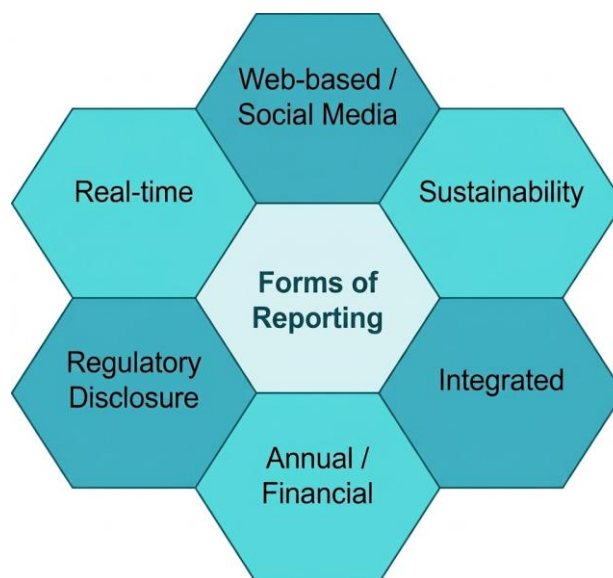 Web-based /
Social Media
Real-time
Sustainability
Forms of
Reporting
Regulatory
Disclosure
Integrated
Annual /
Financial